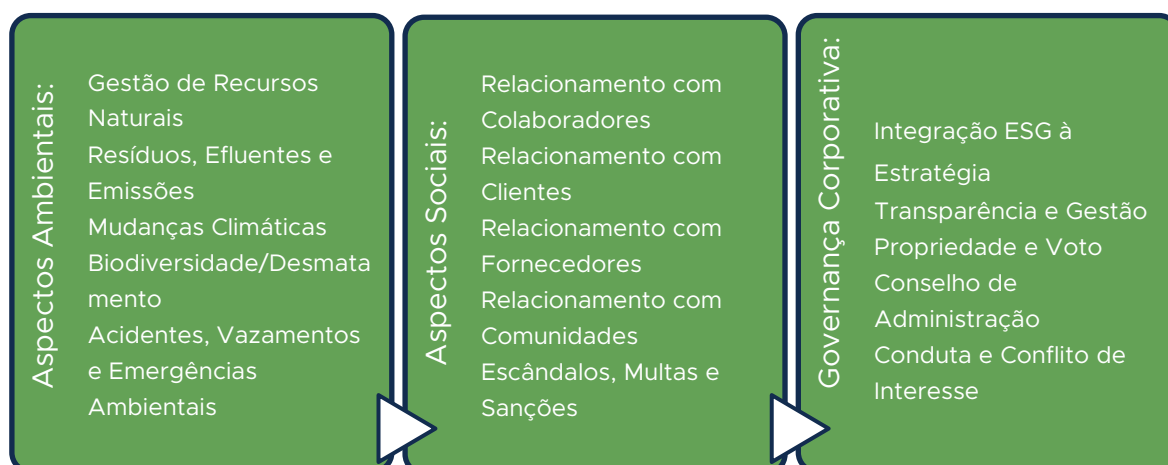 Aspectos Ambientais:
Gestão de Recursos
Naturais
Resíduos, Efluentes e
Emissões
Mudanças Climáticas
Biodiversidade/Desmata
mento
Acidentes, Vazamentos
e Emergências
Ambientais
Aspectos Sociais:
Relacionamento com
Colaboradores
Relacionamento com
Clientes
Relacionamento com
Fornecedores
Relacionamento com
Comunidades
Escândalos, Multas e
Sanções
Governança Corporativa:
Integração ESG à
Estratégia
Transparência e Gestão
Propriedade e Voto
Conselho de
Administração
Conduta e Conflito de
Interesse